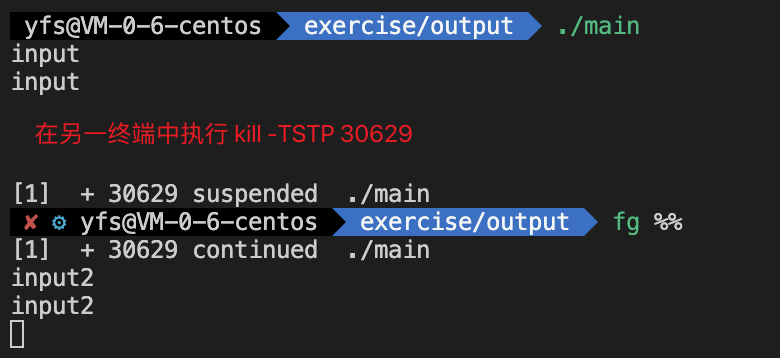 yfs@VM-0-6-centos exercise/output ./main
input
input
在另一终端中执行 kill -TSTP 30629
[1]  + 30629 suspended  ./main
✘ ⚙ yfs@VM-0-6-centos exercise/output fg %%
[1]  + 30629 continued  ./main
input2
input2